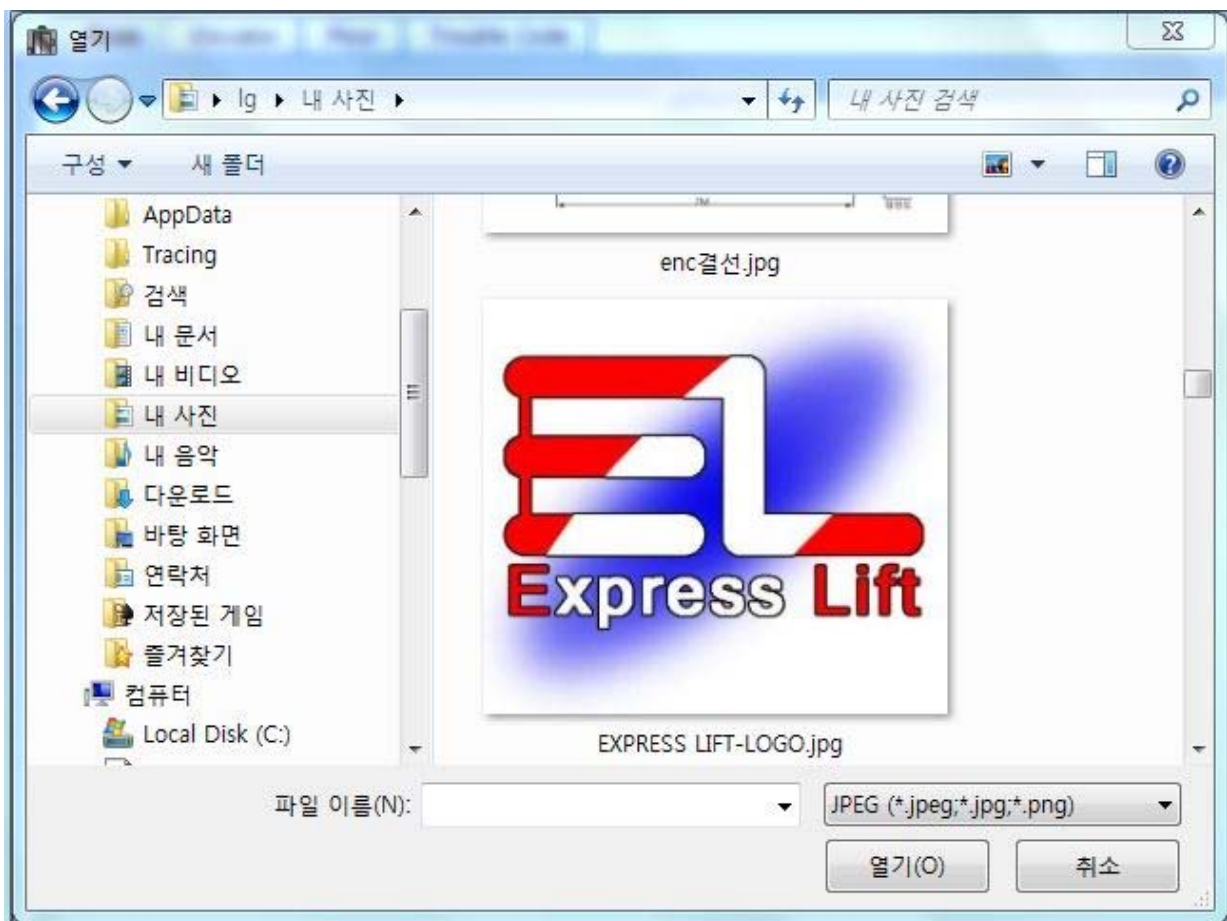 열기
lg ▸ 내 사진 ▸
내 사진 검색
구성
새 폴더
AppData
Tracing
검색
내 문서
내 비디오
내 사진
내 음악
다운로드
바탕 화면
연락처
저장된 게임
즐겨찾기
컴퓨터
Local Disk (C:)
enc결선.jpg
EL
Express Lift
EXPRESS LIFT-LOGO.jpg
파일 이름(N):
JPEG (*.jpeg;*.jpg;*.png)
열기(O)
취소